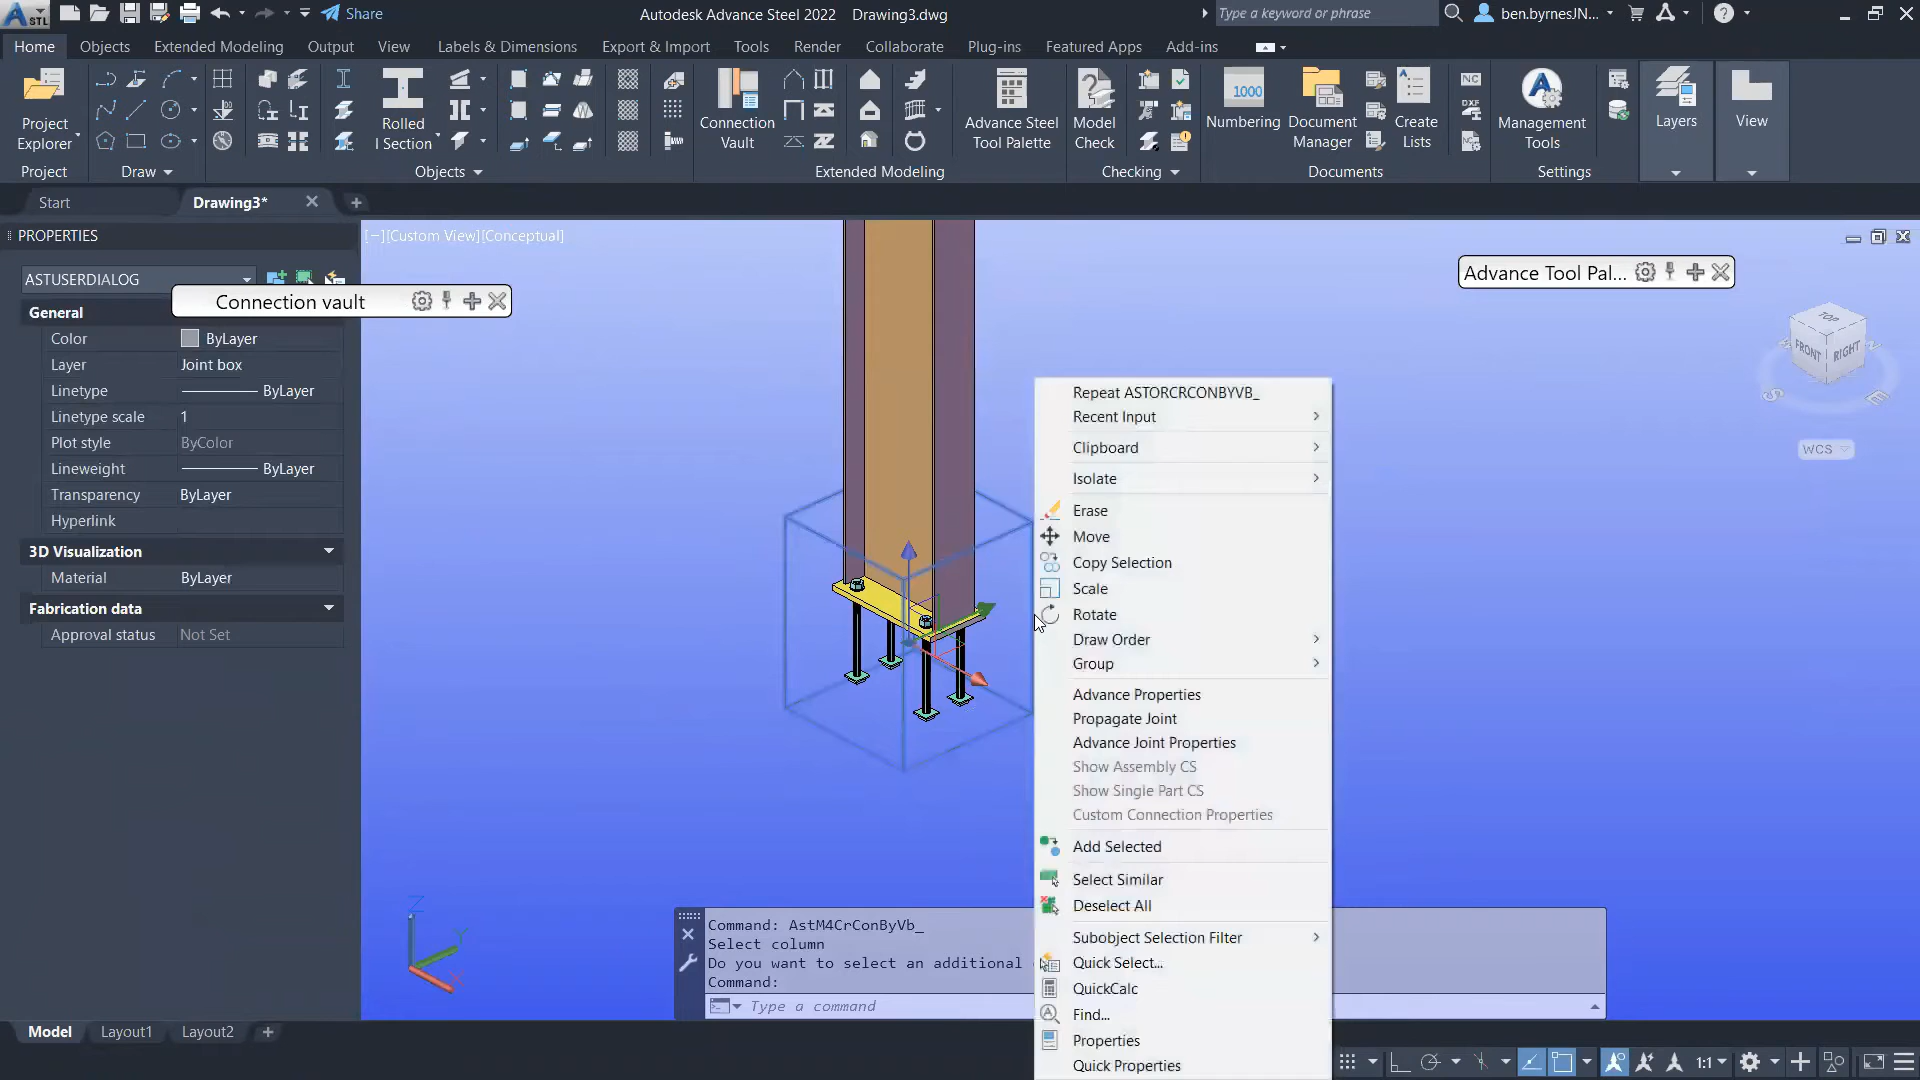 STL
Share
Autodesk Advance Steel 2022 Drawing3.dwg
Type a keyword or phrase
ben.byrnesJN...
Home
Objects
Extended Modeling
Output
View
Labels & Dimensions
Export & Import
Tools
Render
Collaborate
Plug-ins
Featured Apps
Add-ins
Project
Explorer
Rolled
I Section
Connection
Vault
Advance Steel
Tool Palette
Model
Check
1000
Numbering
Document
Manager
Create
Lists
NC
DXF
Management
Tools
Layers
View
Project
Draw
Objects
Extended Modeling
Checking
Documents
Settings
Start
Drawing3*
PROPERTIES
[−][Custom View][Conceptual]
ASTUSERDIALOG
Connection vault
Advance Tool Pal...
General
Color ByLayer
Layer Joint box
Linetype ByLayer
Linetype scale 1
Plot style ByColor
Lineweight ByLayer
Transparency ByLayer
Hyperlink
3D Visualization
Material ByLayer
Fabrication data
Approval status Not Set
TOP
FRONT
RIGHT
S
E
WCS
Repeat ASTORCRCONBYVB_
Recent Input
Clipboard
Isolate
Erase
Move
Copy Selection
Scale
Rotate
Draw Order
Group
Advance Properties
Propagate Joint
Advance Joint Properties
Show Assembly CS
Show Single Part CS
Custom Connection Properties
Add Selected
Select Similar
Deselect All
Subobject Selection Filter
Quick Select...
QuickCalc
Find...
Properties
Quick Properties
Z
Y
X
Command: AstM4CrConByVb_
Select column
Do you want to select an additional
Command:
Type a command
Model
Layout1
Layout2
1:1